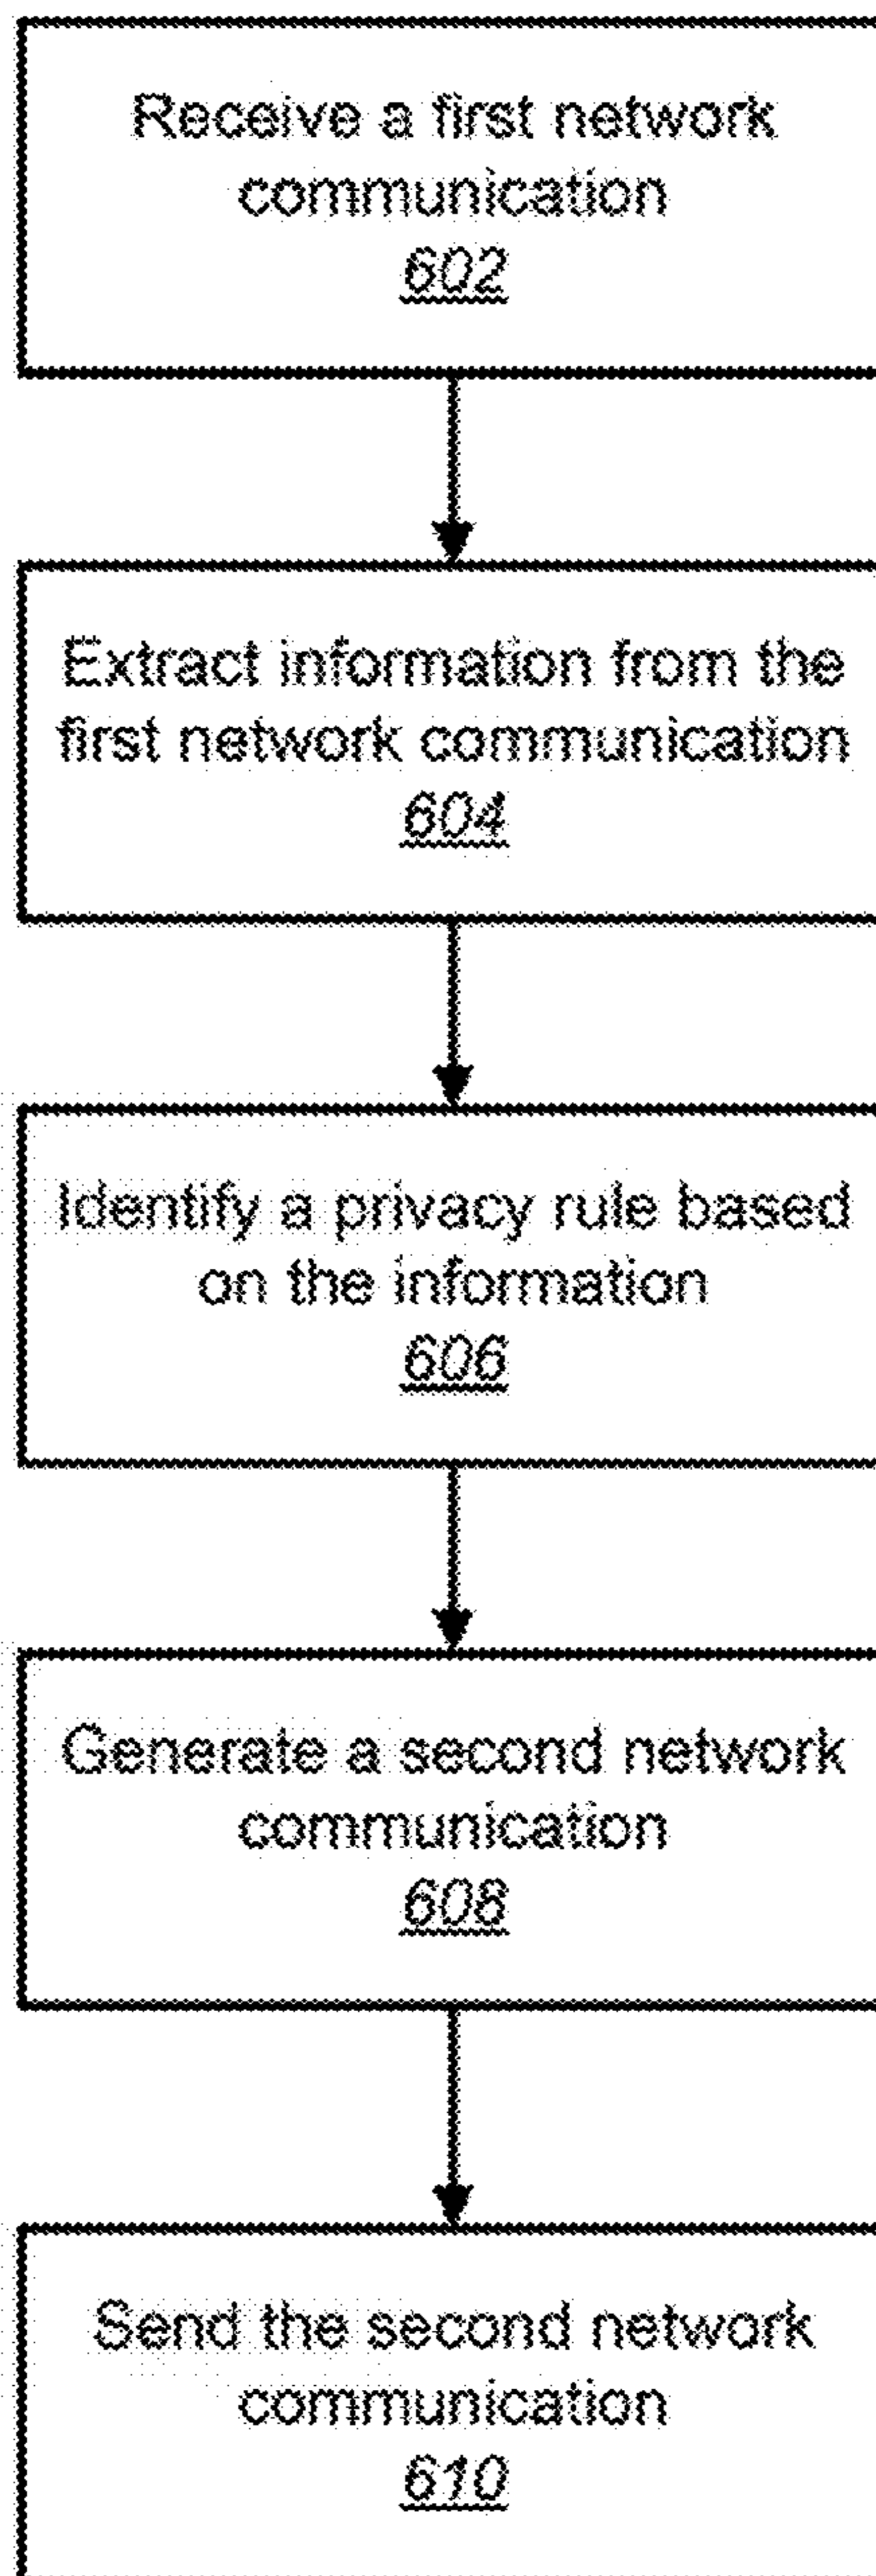 Receive a first network
communication
602
Extract information from the
first network communication
604
Identify a privacy rule based
on the information
606
Generate a second network
communication
608
Send the second network
communication
610